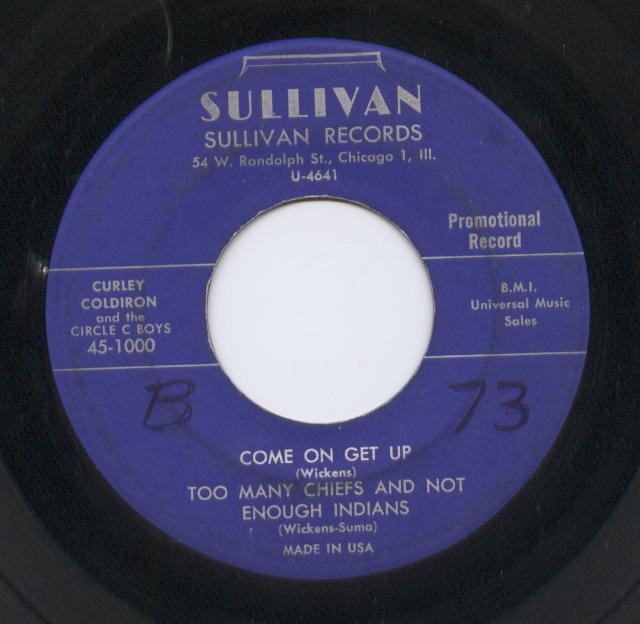 SULLIVAN
SULLIVAN RECORDS
54 W. Randolph St., Chicago 1, Ill.
U-4641
Promotional
Record
CURLEY
COLDIRON
and the
CIRCLE C BOYS
45-1000
B.M.I.
Universal Music
Sales
B
73
COME ON GET UP
(Wickens)
TOO MANY CHIEFS AND NOT
ENOUGH INDIANS
(Wickens-Suma)
MADE IN USA